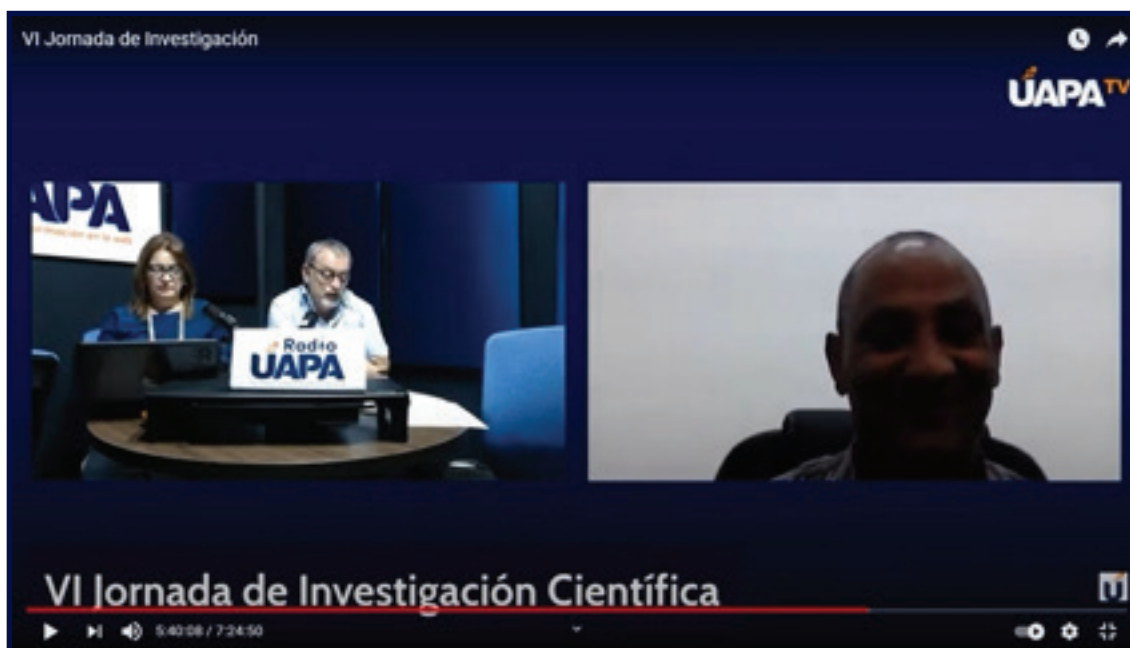 VI Jornada de Investigación
UAPA TV
APA
Radio
UAPA
VI Jornada de Investigación Científica
5:40:08 / 7:24:50